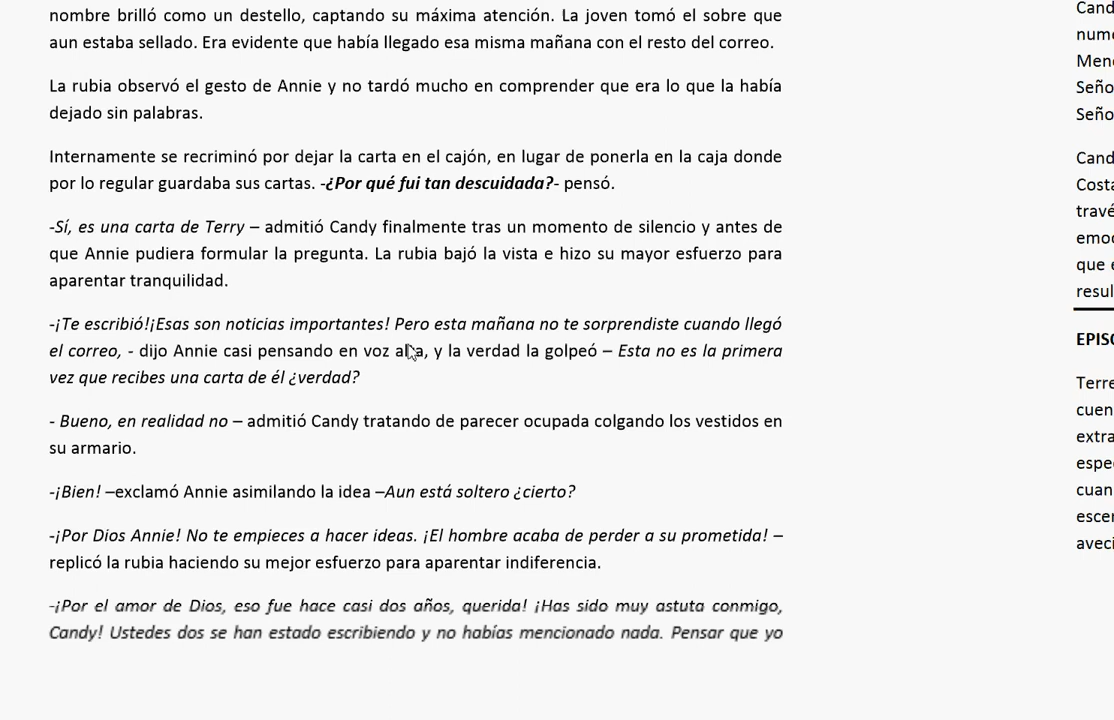 nombre brilló como un destello, captando su máxima atención. La joven tomó el sobre que
aun estaba sellado. Era evidente que había llegado esa misma mañana con el resto del correo.
La rubia observó el gesto de Annie y no tardó mucho en comprender que era lo que la había
dejado sin palabras.
Internamente se recriminó por dejar la carta en el cajón, en lugar de ponerla en la caja donde
por lo regular guardaba sus cartas. -¿Por qué fui tan descuidada?- pensó.
-Sí, es una carta de Terry – admitió Candy finalmente tras un momento de silencio y antes de
que Annie pudiera formular la pregunta. La rubia bajó la vista e hizo su mayor esfuerzo para
aparentar tranquilidad.
-¡Te escribió!¡Esas son noticias importantes! Pero esta mañana no te sorprendiste cuando llegó
el correo, - dijo Annie casi pensando en voz alta, y la verdad la golpeó – Esta no es la primera
vez que recibes una carta de él ¿verdad?
- Bueno, en realidad no – admitió Candy tratando de parecer ocupada colgando los vestidos en
su armario.
-¡Bien! –exclamó Annie asimilando la idea –Aun está soltero ¿cierto?
-¡Por Dios Annie! No te empieces a hacer ideas. ¡El hombre acaba de perder a su prometida! –
replicó la rubia haciendo su mejor esfuerzo para aparentar indiferencia.
-¡Por el amor de Dios, eso fue hace casi dos años, querida! ¡Has sido muy astuta conmigo,
Candy! Ustedes dos se han estado escribiendo y no habías mencionado nada. Pensar que yo
Cand
Seño
Seño
Cand
que
EPIS
Terre
cuen
extra
cuan